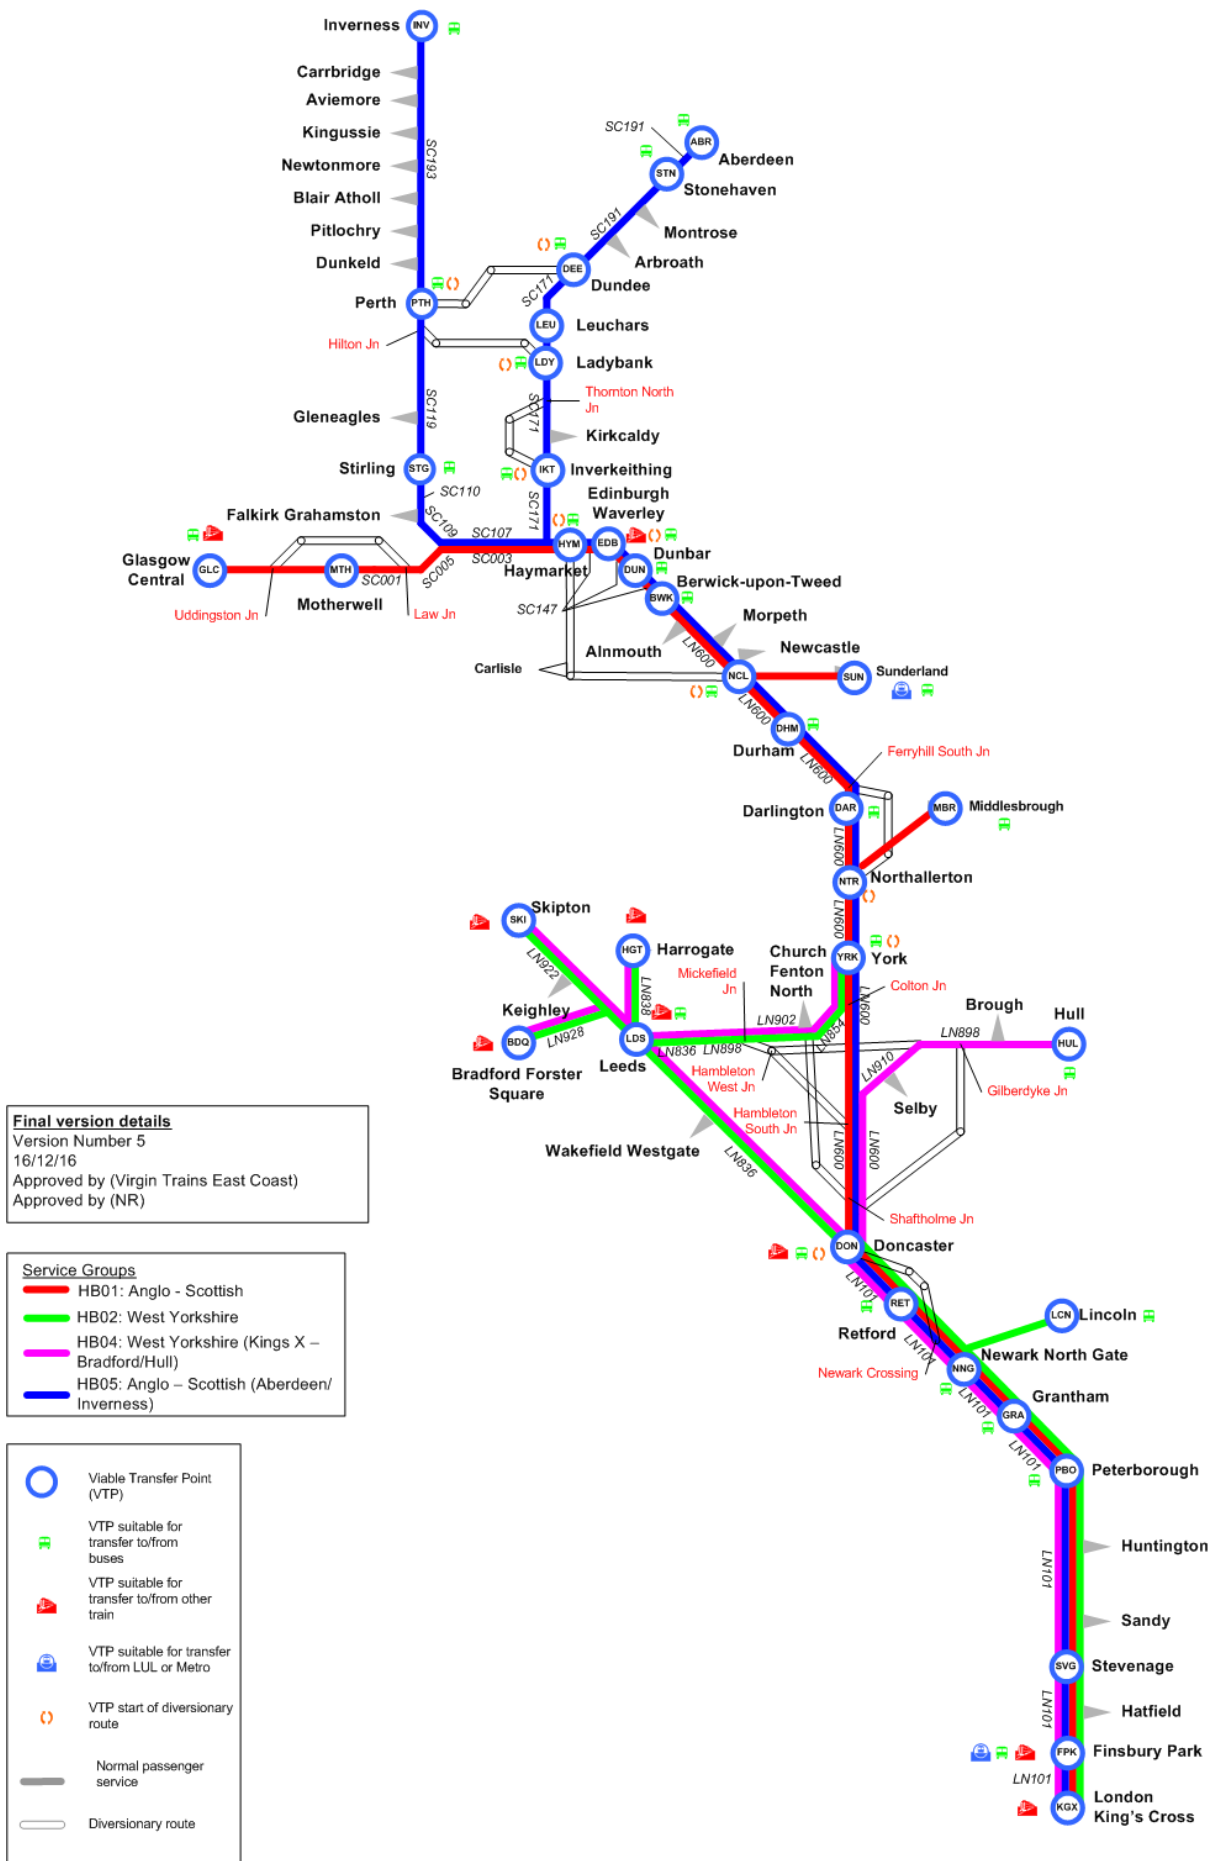 Inverness
INV
Carrbridge
Aviemore
Kingussie
SC193
Newtonmore
Blair Atholl
Pitlochry
Dunkeld
Perth
PTH
Hilton Jn
SC191
ABR
Aberdeen
STN
Stonehaven
SC191
Montrose
Arbroath
DEE
Dundee
SC171
LEU
Leuchars
LDY
Ladybank
Thornton North
Jn
SC171
SC119
Gleneagles
Kirkcaldy
Stirling
STG
IKT
Inverkeithing
SC110
SC171
Edinburgh
Waverley
Falkirk Grahamston
SC109
SC107
HYM
EDB
Dunbar
Glasgow
Central
GLC
MTH
SC001
SC005
SC003
Haymarket
DUN
Berwick-upon-Tweed
BWK
Motherwell
Uddingston Jn
Law Jn
SC147
Morpeth
Alnmouth
LN600
Newcastle
Carlisle
NCL
SUN
Sunderland
LN600
DHM
Durham
LN600
Ferryhill South Jn
Darlington
DAR
MBR
Middlesbrough
LN600
NTR
Northallerton
LN600
SKI
Skipton
HGT
Harrogate
Church
Fenton
North
YRK
York
LN922
LN838
Mickefield
Jn
Colton Jn
LN600
Keighley
LN902
LN854
Brough
Hull
BDQ
LN928
LDS
LN836
LN898
LN898
HUL
Bradford Forster
Square
Leeds
Hambleton
West Jn
LN910
Gilberdyke Jn
Selby
Hambleton
South Jn
Wakefield Westgate
LN836
LN600
LN600
Shaftholme Jn
DON
Doncaster
LN101
RET
Retford
LCN
Lincoln
LN101
Newark North Gate
Newark Crossing
NNG
LN101
Grantham
GRA
LN101
PBO
Peterborough
Huntington
LN101
Sandy
SVG
Stevenage
LN101
Hatfield
FPK
Finsbury Park
LN101
KGX
London
King's Cross
Final version details
Version Number 5
16/12/16
Approved by (Virgin Trains East Coast)
Approved by (NR)
Service Groups
HB01: Anglo - Scottish
HB02: West Yorkshire
HB04: West Yorkshire (Kings X –
Bradford/Hull)
HB05: Anglo – Scottish (Aberdeen/
Inverness)
Viable Transfer Point
(VTP)
VTP suitable for
transfer to/from
buses
VTP suitable for
transfer to/from other
train
VTP suitable for transfer
to/from LUL or Metro
VTP start of diversionary
route
Normal passenger
service
Diversionary route